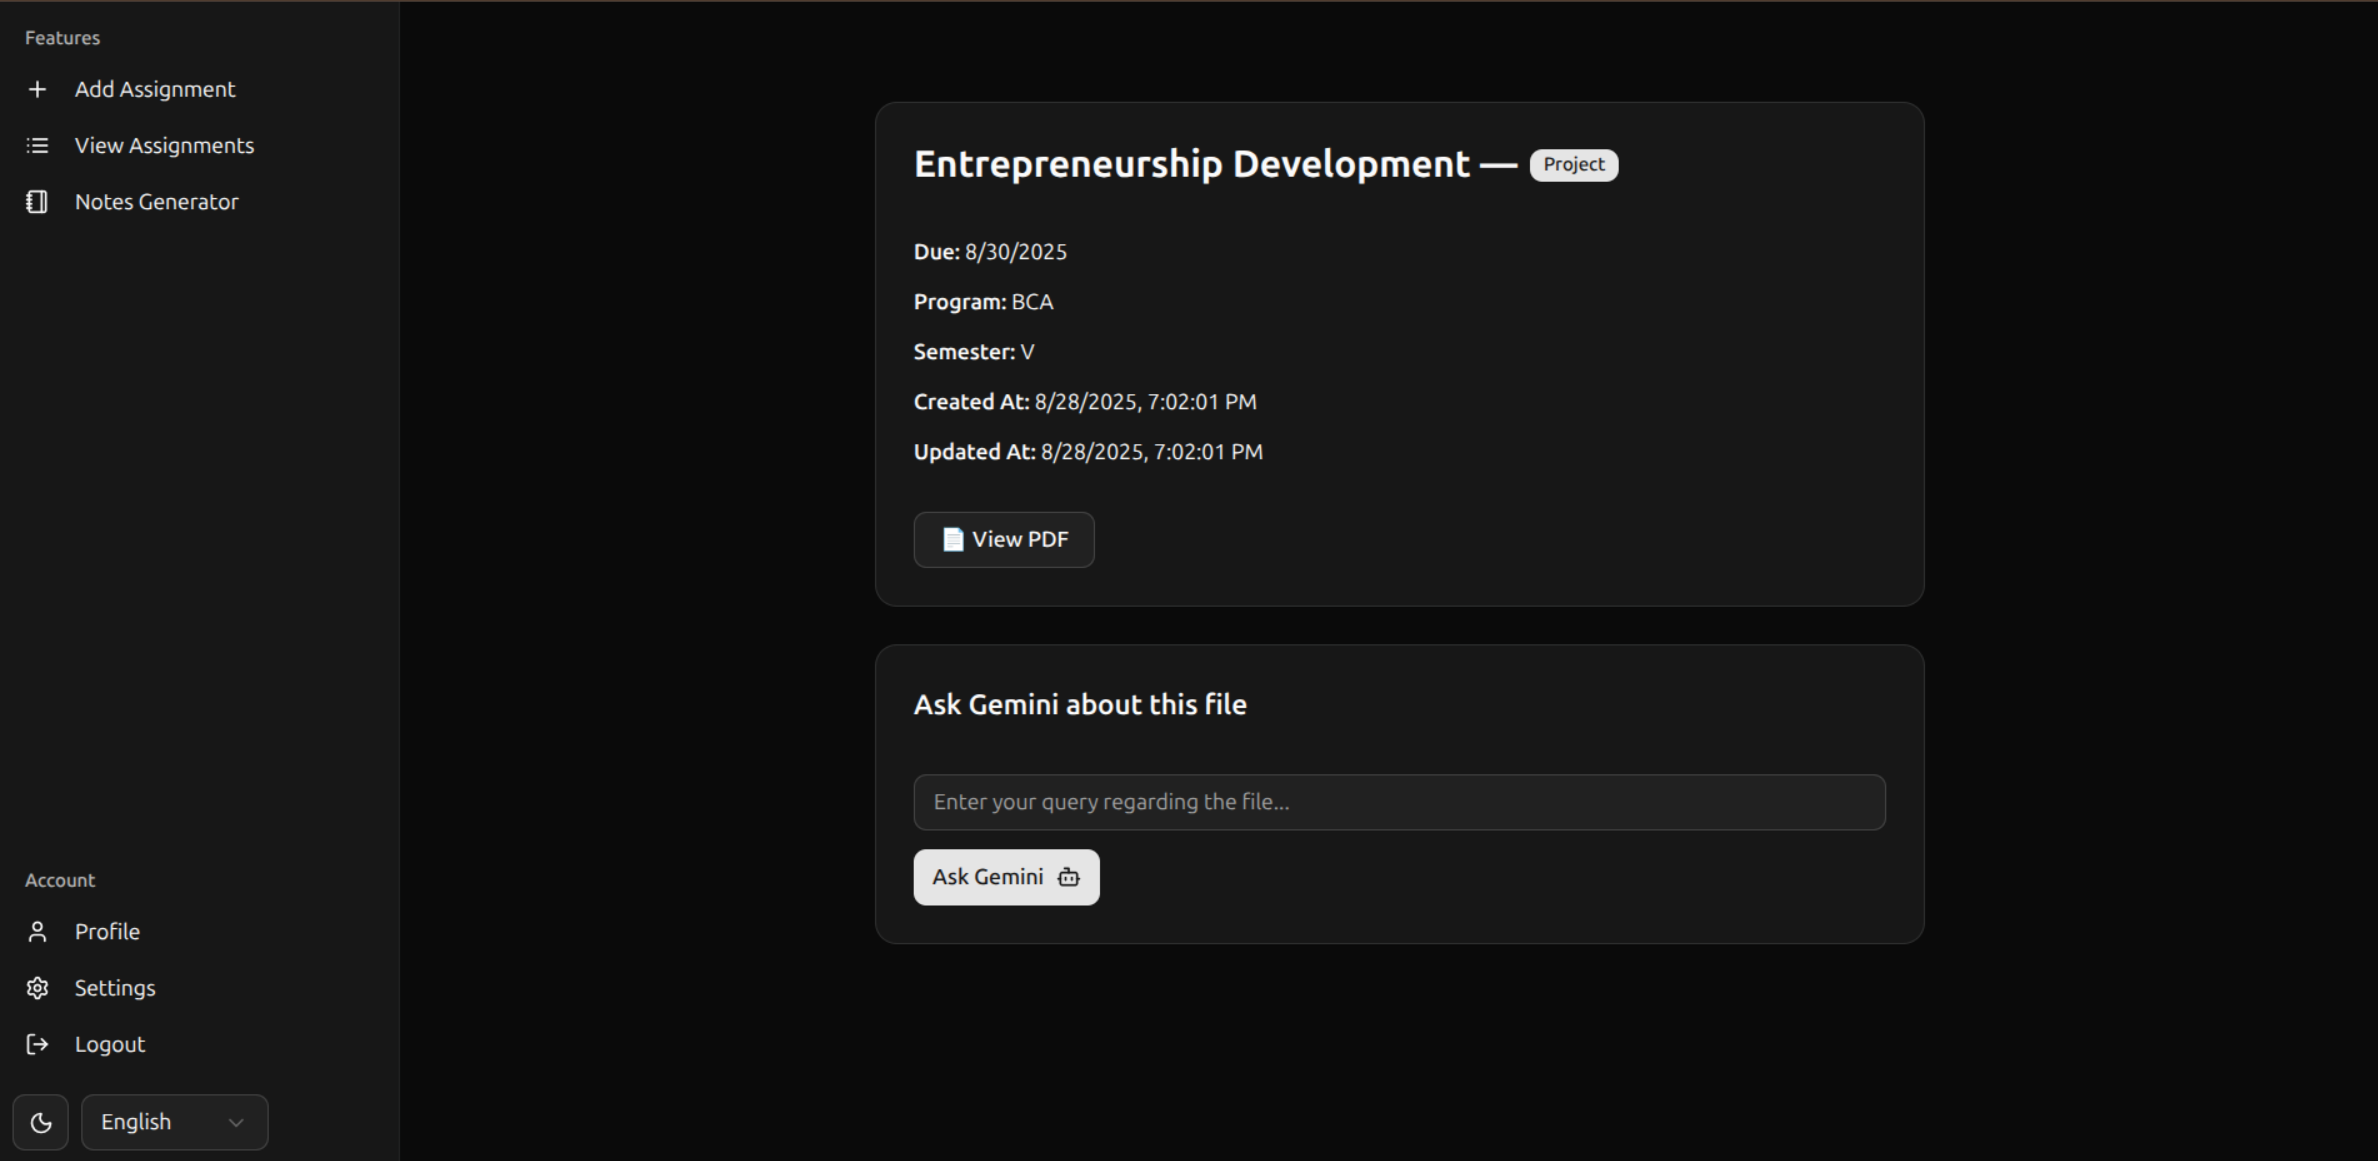 Features
Add Assignment
View Assignments
Notes Generator
Account
Profile
Settings
Logout
English
Entrepreneurship Development — Project
Due: 8/30/2025
Program: BCA
Semester: V
Created At: 8/28/2025, 7:02:01 PM
Updated At: 8/28/2025, 7:02:01 PM
📄 View PDF
Ask Gemini about this file
Enter your query regarding the file...
Ask Gemini